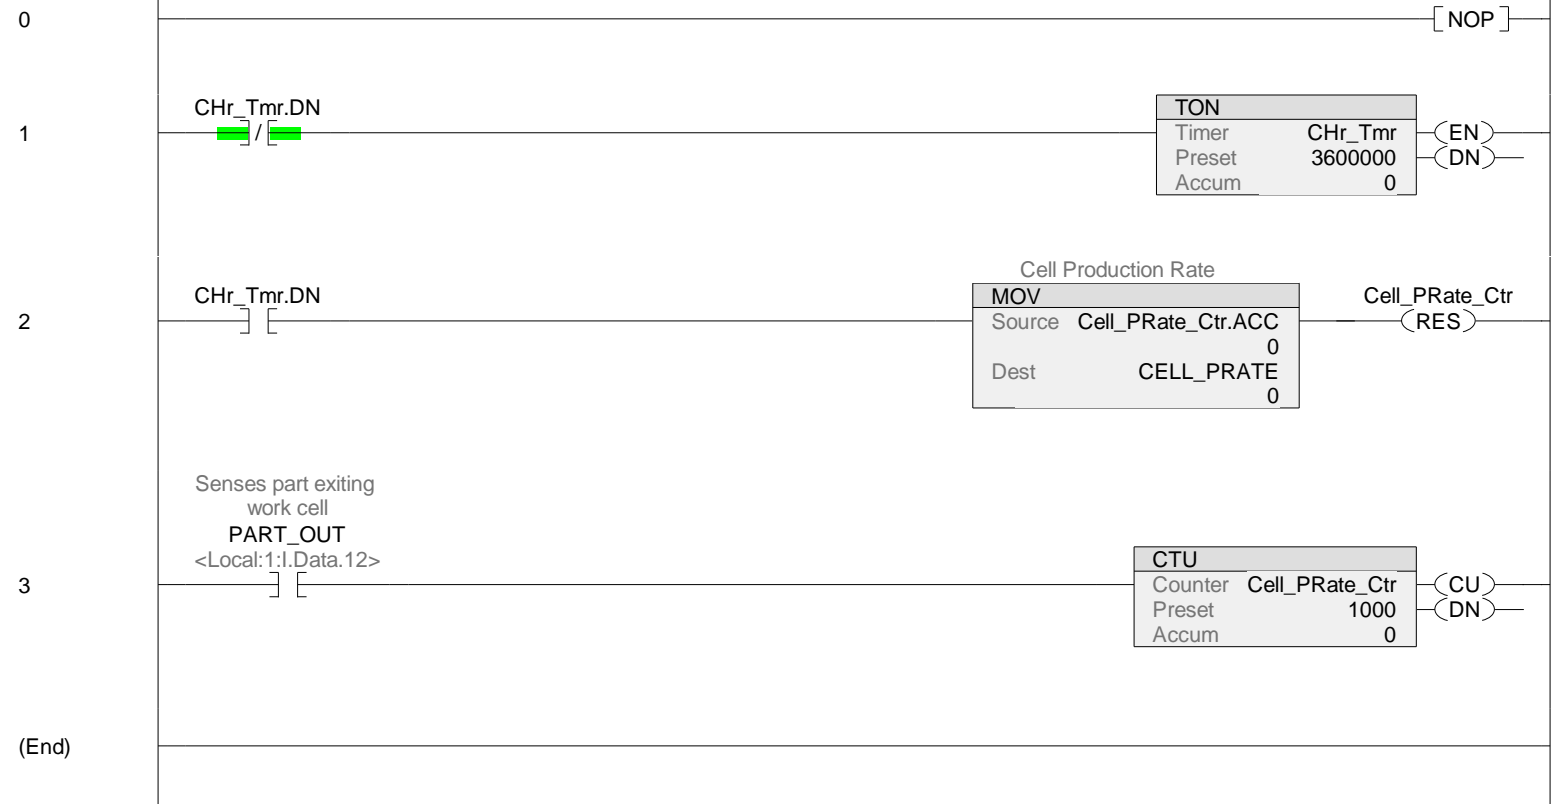 0
NOP
CHr_Tmr.DN
1
/
TON
Timer CHr_Tmr
Preset 3600000
Accum 0
EN
DN
Cell Production Rate
CHr_Tmr.DN
2
MOV
Source Cell_PRate_Ctr.ACC
0
Dest CELL_PRATE
0
Cell_PRate_Ctr
RES
Senses part exiting
work cell
PART_OUT
<Local:1:I.Data.12>
3
CTU
Counter Cell_PRate_Ctr
Preset 1000
Accum 0
CU
DN
(End)